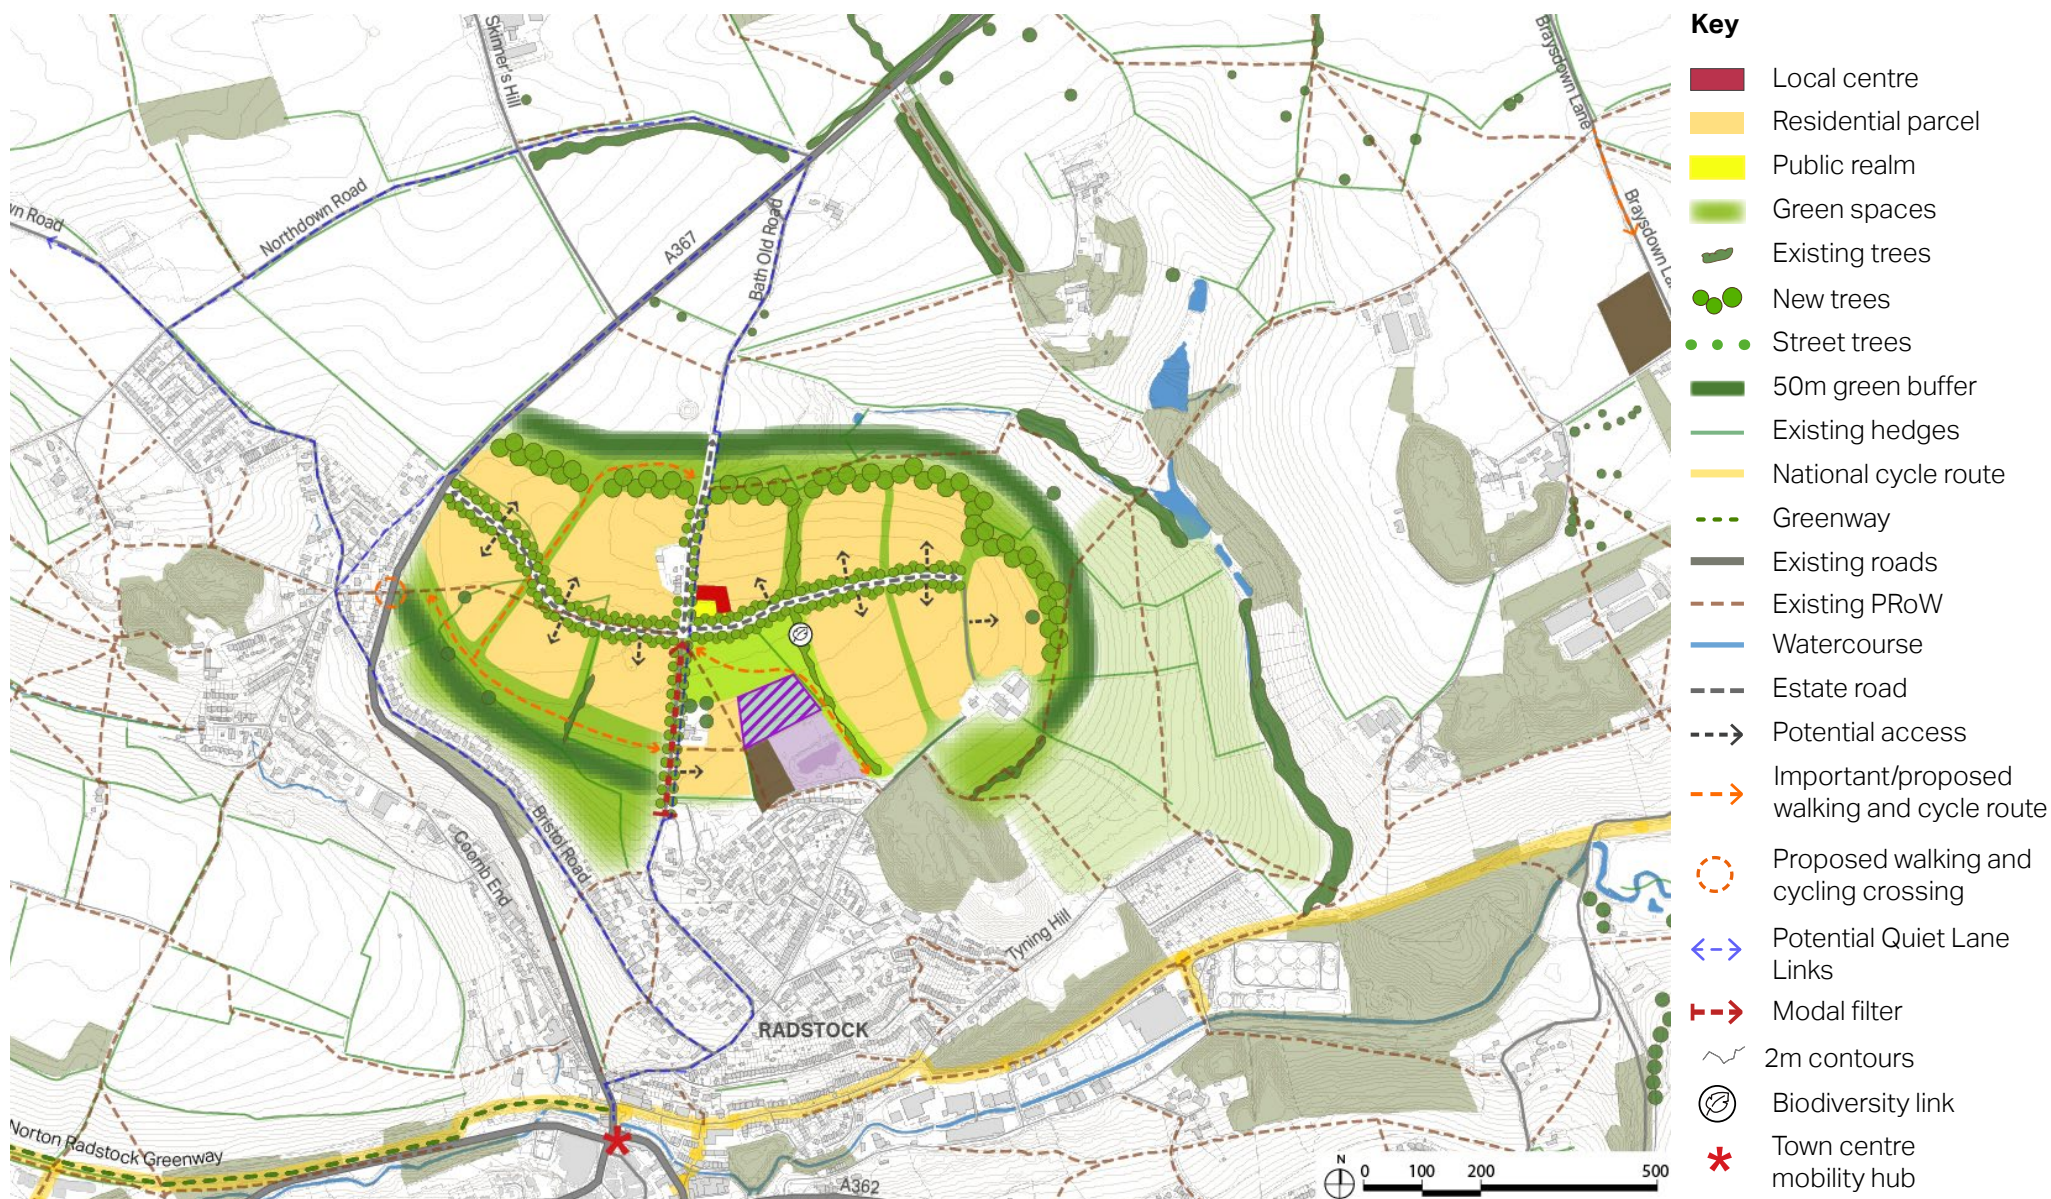 Skinner's Hill
Braysdown Lane
Northdown Road
wn Road
A367
Bath Old Road
Braysdown La
Bristol Road
Coomb End
Tyning Hill
RADSTOCK
Norton Radstock Greenway
A362
N
0 100 200 500
Key
Local centre
Residential parcel
Public realm
Green spaces
Existing trees
New trees
Street trees
50m green buffer
Existing hedges
National cycle route
Greenway
Existing roads
Existing PRoW
Watercourse
Estate road
Potential access
Important/proposed
walking and cycle route
Proposed walking and
cycling crossing
Potential Quiet Lane
Links
Modal filter
2m contours
Biodiversity link
Town centre
mobility hub